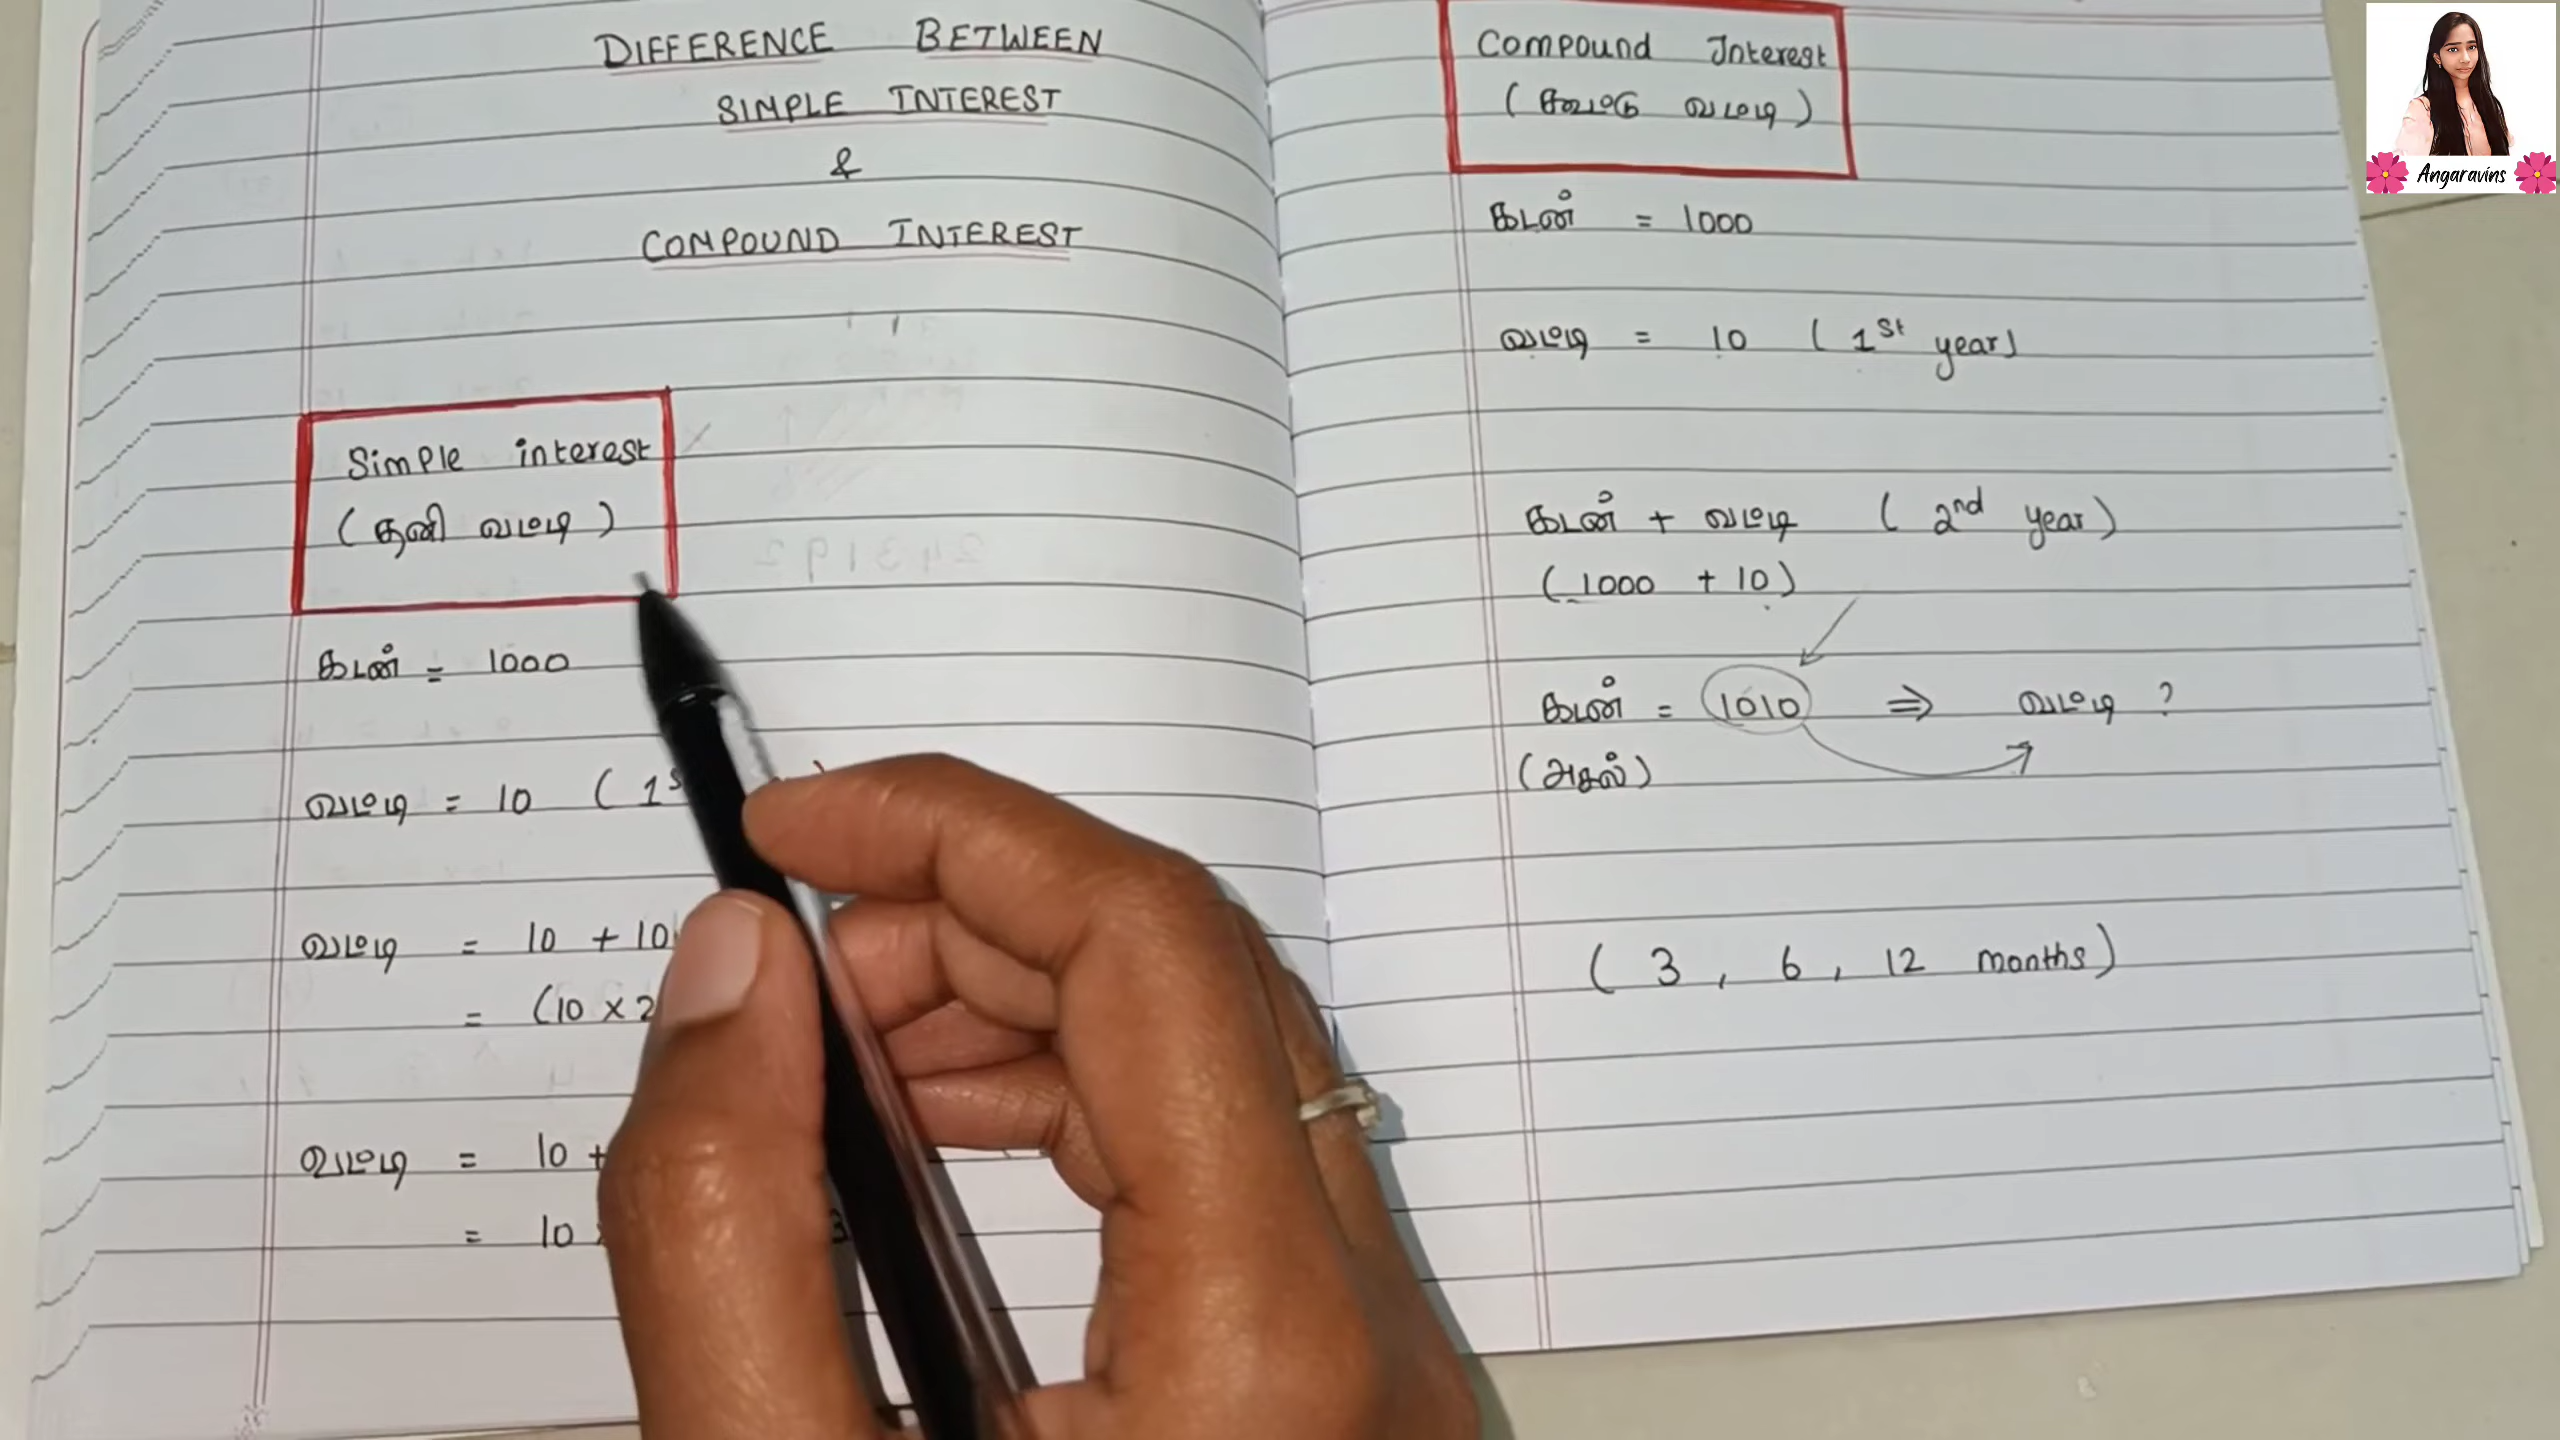 DIFFERENCE BETWEEN
SIMPLE INTEREST
&
COMPOUND INTEREST
Simple interest
(தனி வட்டி)
கடன் = 1000
வட்டி = 10 ( 1s
வட்டி = 10 + 10
= (10 x 2
வட்டி = 10 +
= 10
3
Compound Interest
(கூட்டு வட்டி)
கடன் = 1000
வட்டி = 10 ( 1st year)
கடன் + வட்டி ( 2nd year)
(1000 + 10)
கடன் = 1010 ⇒ வட்டி ?
(அசல்)
( 3 , 6 , 12 months)
Angaravins